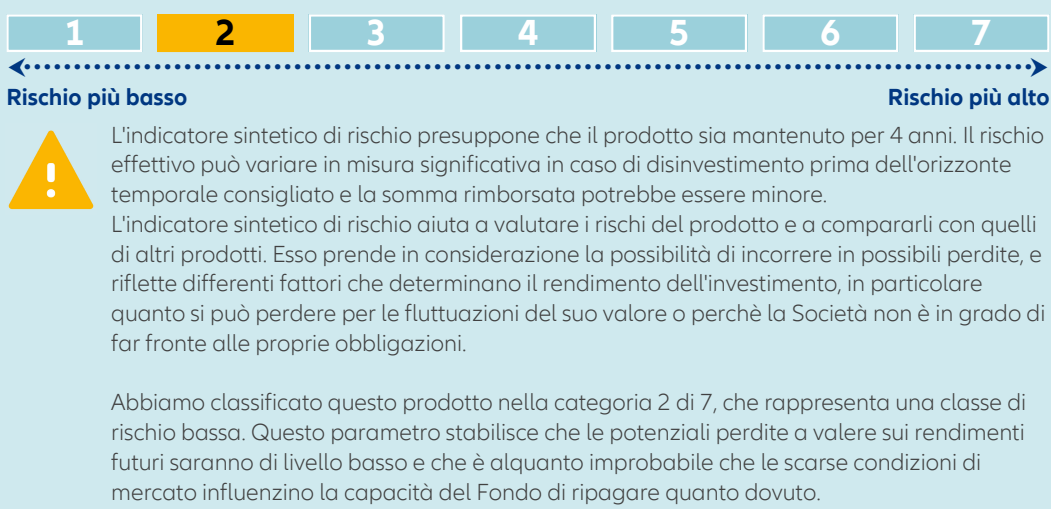 1 2 3 4 5 6 7
Rischio più basso Rischio più alto
L'indicatore sintetico di rischio presuppone che il prodotto sia mantenuto per 4 anni. Il rischio
effettivo può variare in misura significativa in caso di disinvestimento prima dell'orizzonte
temporale consigliato e la somma rimborsata potrebbe essere minore.
L'indicatore sintetico di rischio aiuta a valutare i rischi del prodotto e a compararli con quelli
di altri prodotti. Esso prende in considerazione la possibilità di incorrere in possibili perdite, e
riflette differenti fattori che determinano il rendimento dell'investimento, in particolare
quanto si può perdere per le fluttuazioni del suo valore o perchè la Società non è in grado di
far fronte alle proprie obbligazioni.
Abbiamo classificato questo prodotto nella categoria 2 di 7, che rappresenta una classe di
rischio bassa. Questo parametro stabilisce che le potenziali perdite a valere sui rendimenti
futuri saranno di livello basso e che è alquanto improbabile che le scarse condizioni di
mercato influenzino la capacità del Fondo di ripagare quanto dovuto.